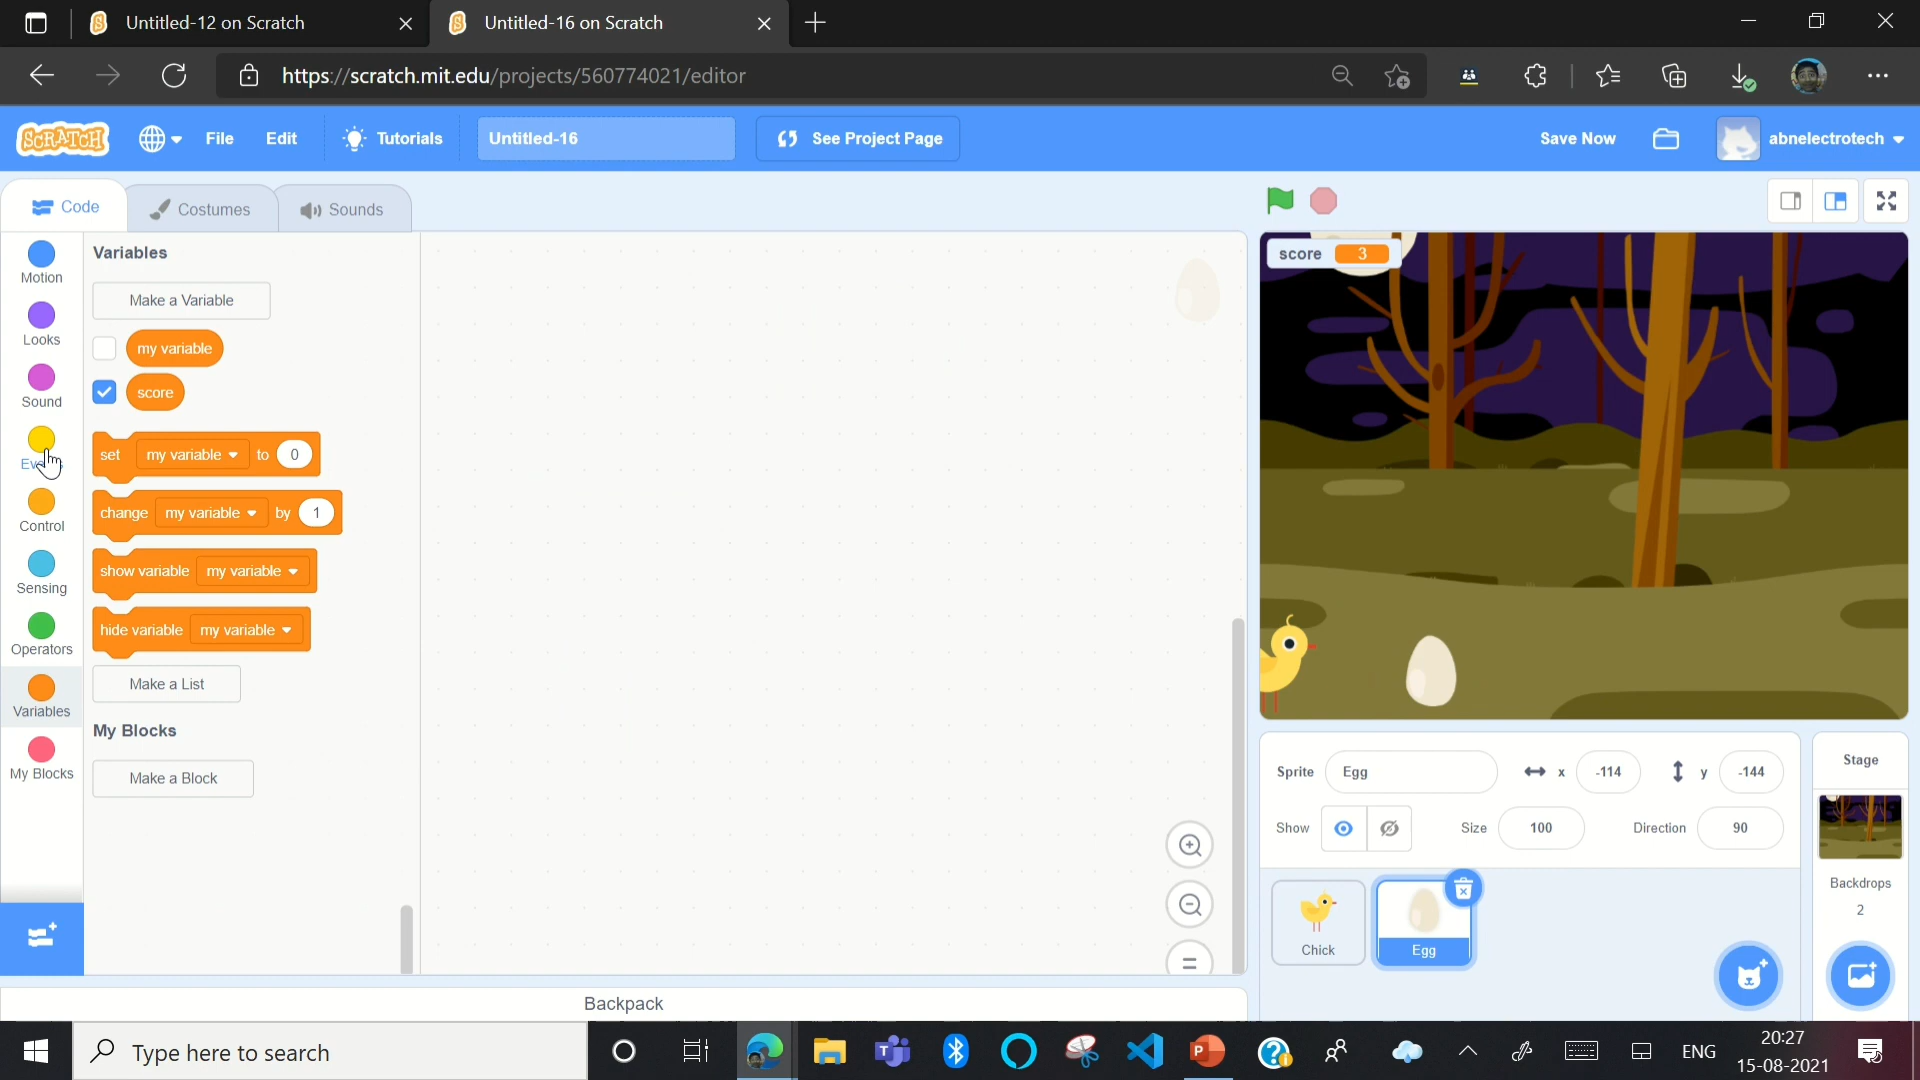 Untitled-12 on Scratch
Untitled-16 on Scratch
https://scratch.mit.edu/projects/560774021/editor
SCRATCH
File
Edit
Tutorials
Untitled-16
See Project Page
Save Now
abnelectrotech
Code
Costumes
Sounds
Motion
Looks
Sound
Control
Sensing
Operators
Variables
My Blocks
Variables
Make a Variable
my variable
score
set my variable to 0
change my variable by 1
show variable my variable
hide variable my variable
Make a List
My Blocks
Make a Block
Backpack
score 3
Sprite Egg x -114 y -144
Show Size 100 Direction 90
Chick
Egg
Stage
Backdrops
2
Type here to search
ENG
20:27
15-08-2021